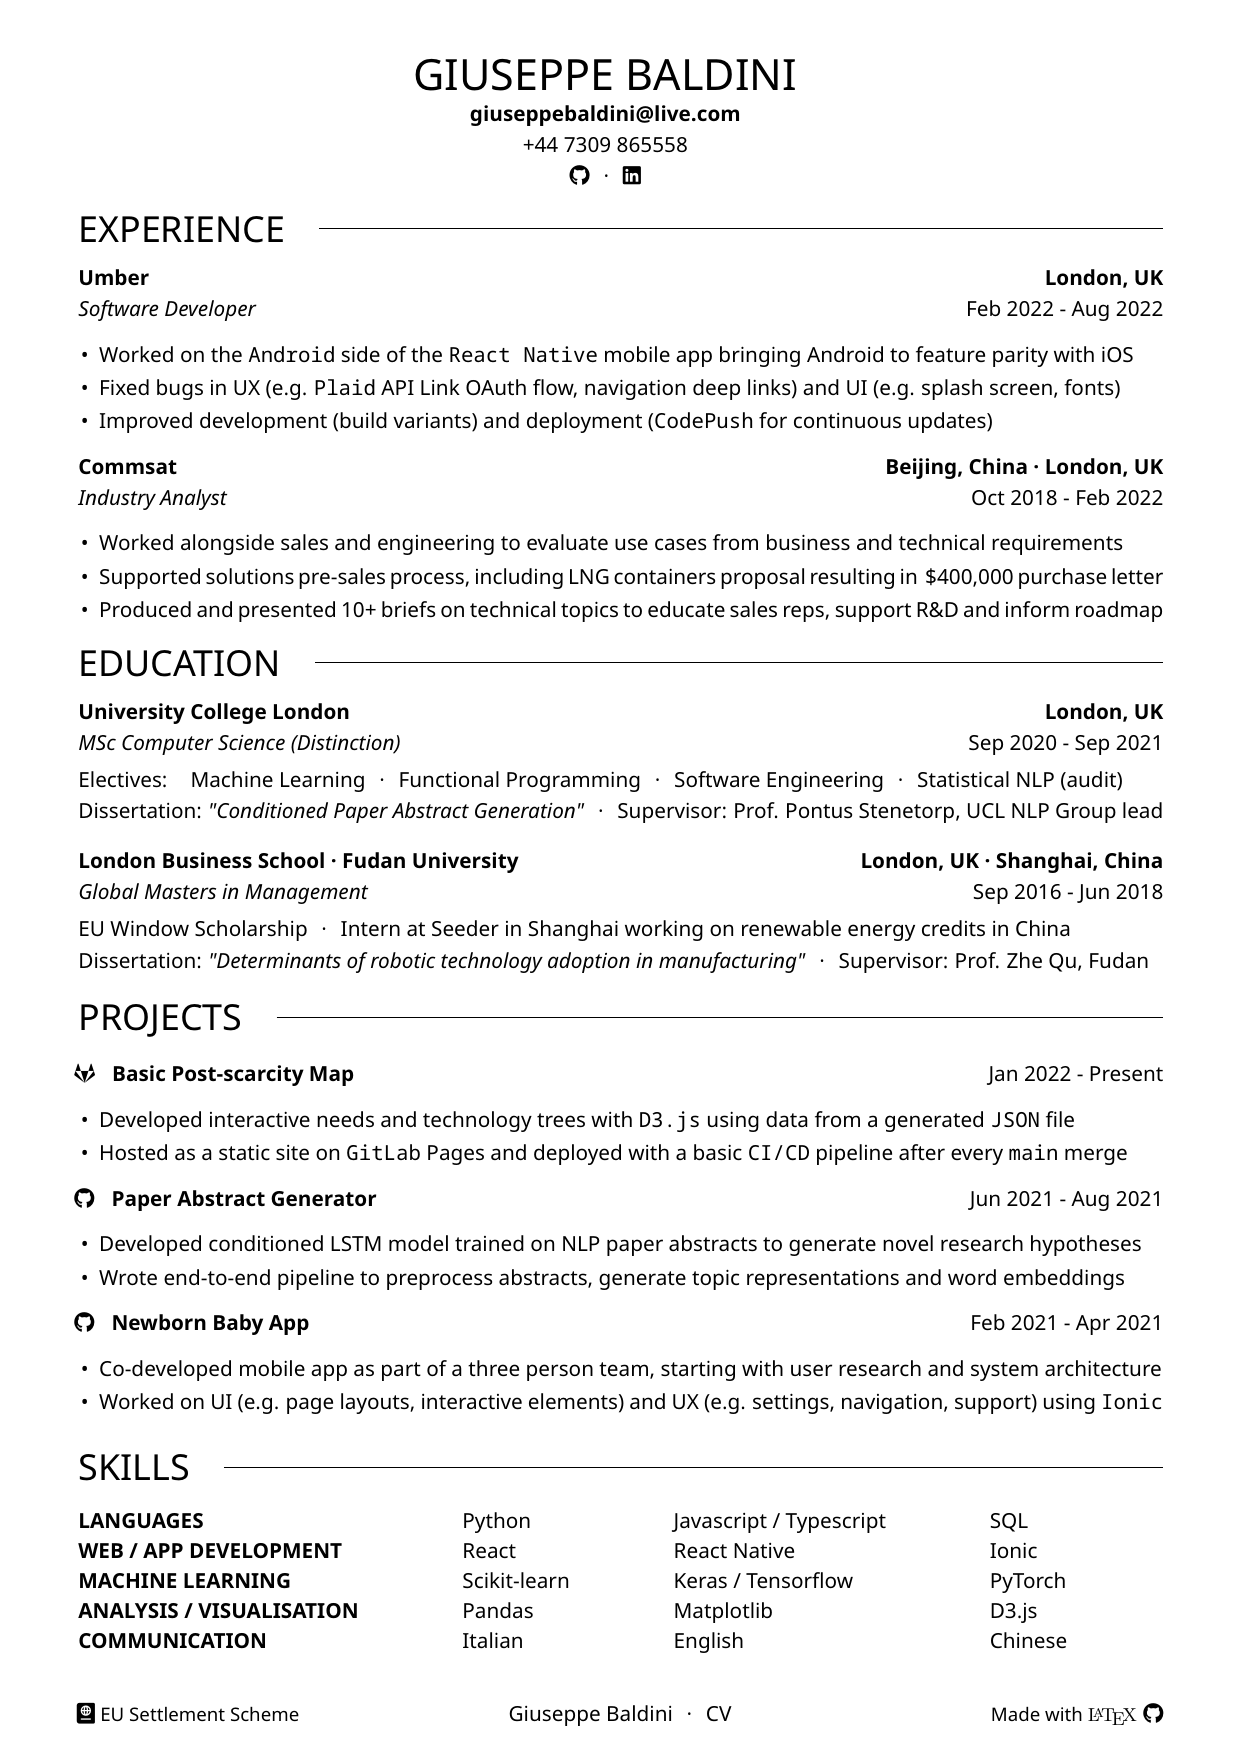 GIUSEPPE BALDINI
giuseppebaldini@live.com
+44 7309 865558
·
EXPERIENCE
Umber London, UK
Software Developer Feb 2022 - Aug 2022
• Worked on the Android side of the React Native mobile app bringing Android to feature parity with iOS
• Fixed bugs in UX (e.g. Plaid API Link OAuth flow, navigation deep links) and UI (e.g. splash screen, fonts)
• Improved development (build variants) and deployment (CodePush for continuous updates)
Commsat Beijing, China · London, UK
Industry Analyst Oct 2018 - Feb 2022
• Worked alongside sales and engineering to evaluate use cases from business and technical requirements
• Supported solutions pre-sales process, including LNG containers proposal resulting in $400,000 purchase letter
• Produced and presented 10+ briefs on technical topics to educate sales reps, support R&D and inform roadmap
EDUCATION
University College London London, UK
MSc Computer Science (Distinction) Sep 2020 - Sep 2021
Electives: Machine Learning · Functional Programming · Software Engineering · Statistical NLP (audit)
Dissertation: "Conditioned Paper Abstract Generation" · Supervisor: Prof. Pontus Stenetorp, UCL NLP Group lead
London Business School · Fudan University London, UK · Shanghai, China
Global Masters in Management Sep 2016 - Jun 2018
EU Window Scholarship · Intern at Seeder in Shanghai working on renewable energy credits in China
Dissertation: "Determinants of robotic technology adoption in manufacturing" · Supervisor: Prof. Zhe Qu, Fudan
PROJECTS
Basic Post-scarcity Map Jan 2022 - Present
• Developed interactive needs and technology trees with D3.js using data from a generated JSON file
• Hosted as a static site on GitLab Pages and deployed with a basic CI/CD pipeline after every main merge
Paper Abstract Generator Jun 2021 - Aug 2021
• Developed conditioned LSTM model trained on NLP paper abstracts to generate novel research hypotheses
• Wrote end-to-end pipeline to preprocess abstracts, generate topic representations and word embeddings
Newborn Baby App Feb 2021 - Apr 2021
• Co-developed mobile app as part of a three person team, starting with user research and system architecture
• Worked on UI (e.g. page layouts, interactive elements) and UX (e.g. settings, navigation, support) using Ionic
SKILLS
LANGUAGES Python Javascript / Typescript SQL
WEB / APP DEVELOPMENT React React Native Ionic
MACHINE LEARNING Scikit-learn Keras / Tensorflow PyTorch
ANALYSIS / VISUALISATION Pandas Matplotlib D3.js
COMMUNICATION Italian English Chinese
EU Settlement Scheme Giuseppe Baldini · CV Made with LATEX